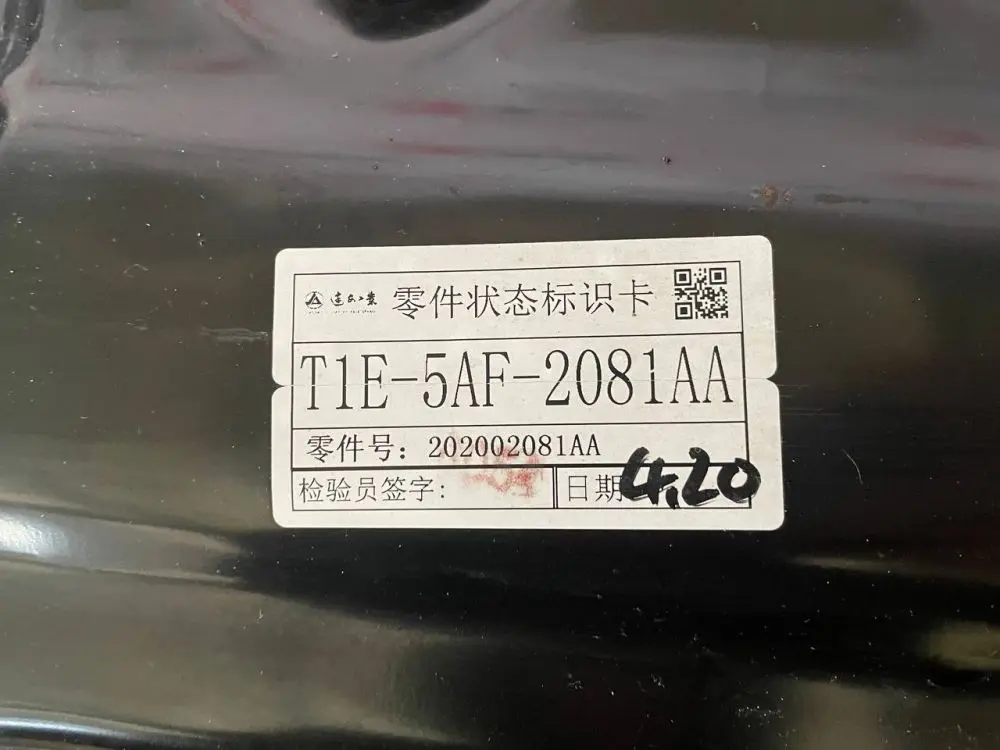 零件状态标识卡
T1E-5AF-2081AA
零件号：202002081AA
检验员签字：
日期 4.20